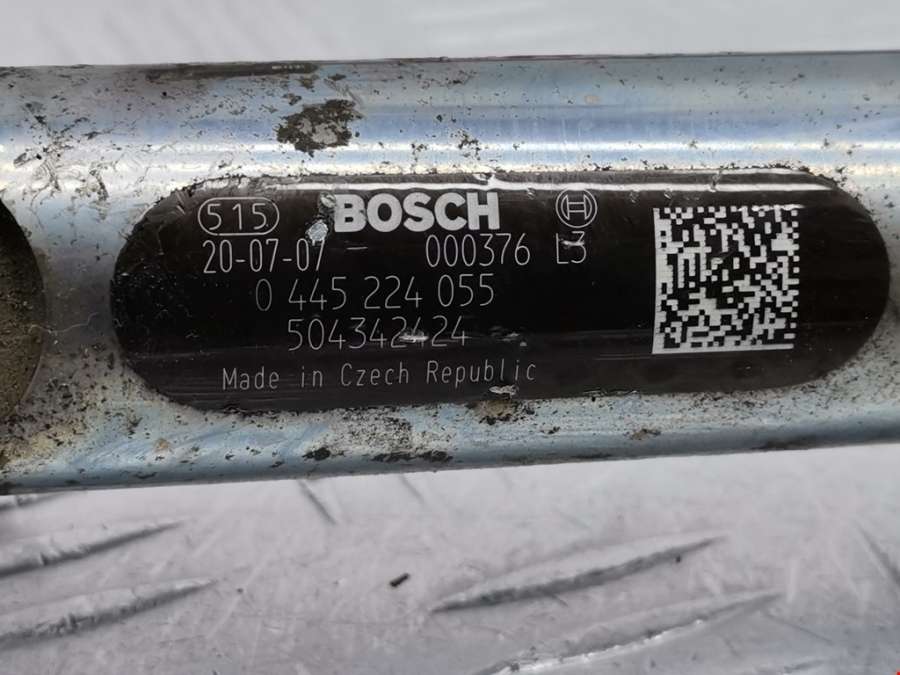 515 BOSCH
20-07-07 000376 L3
0 445 224 055
504342424
Made in Czech Republic